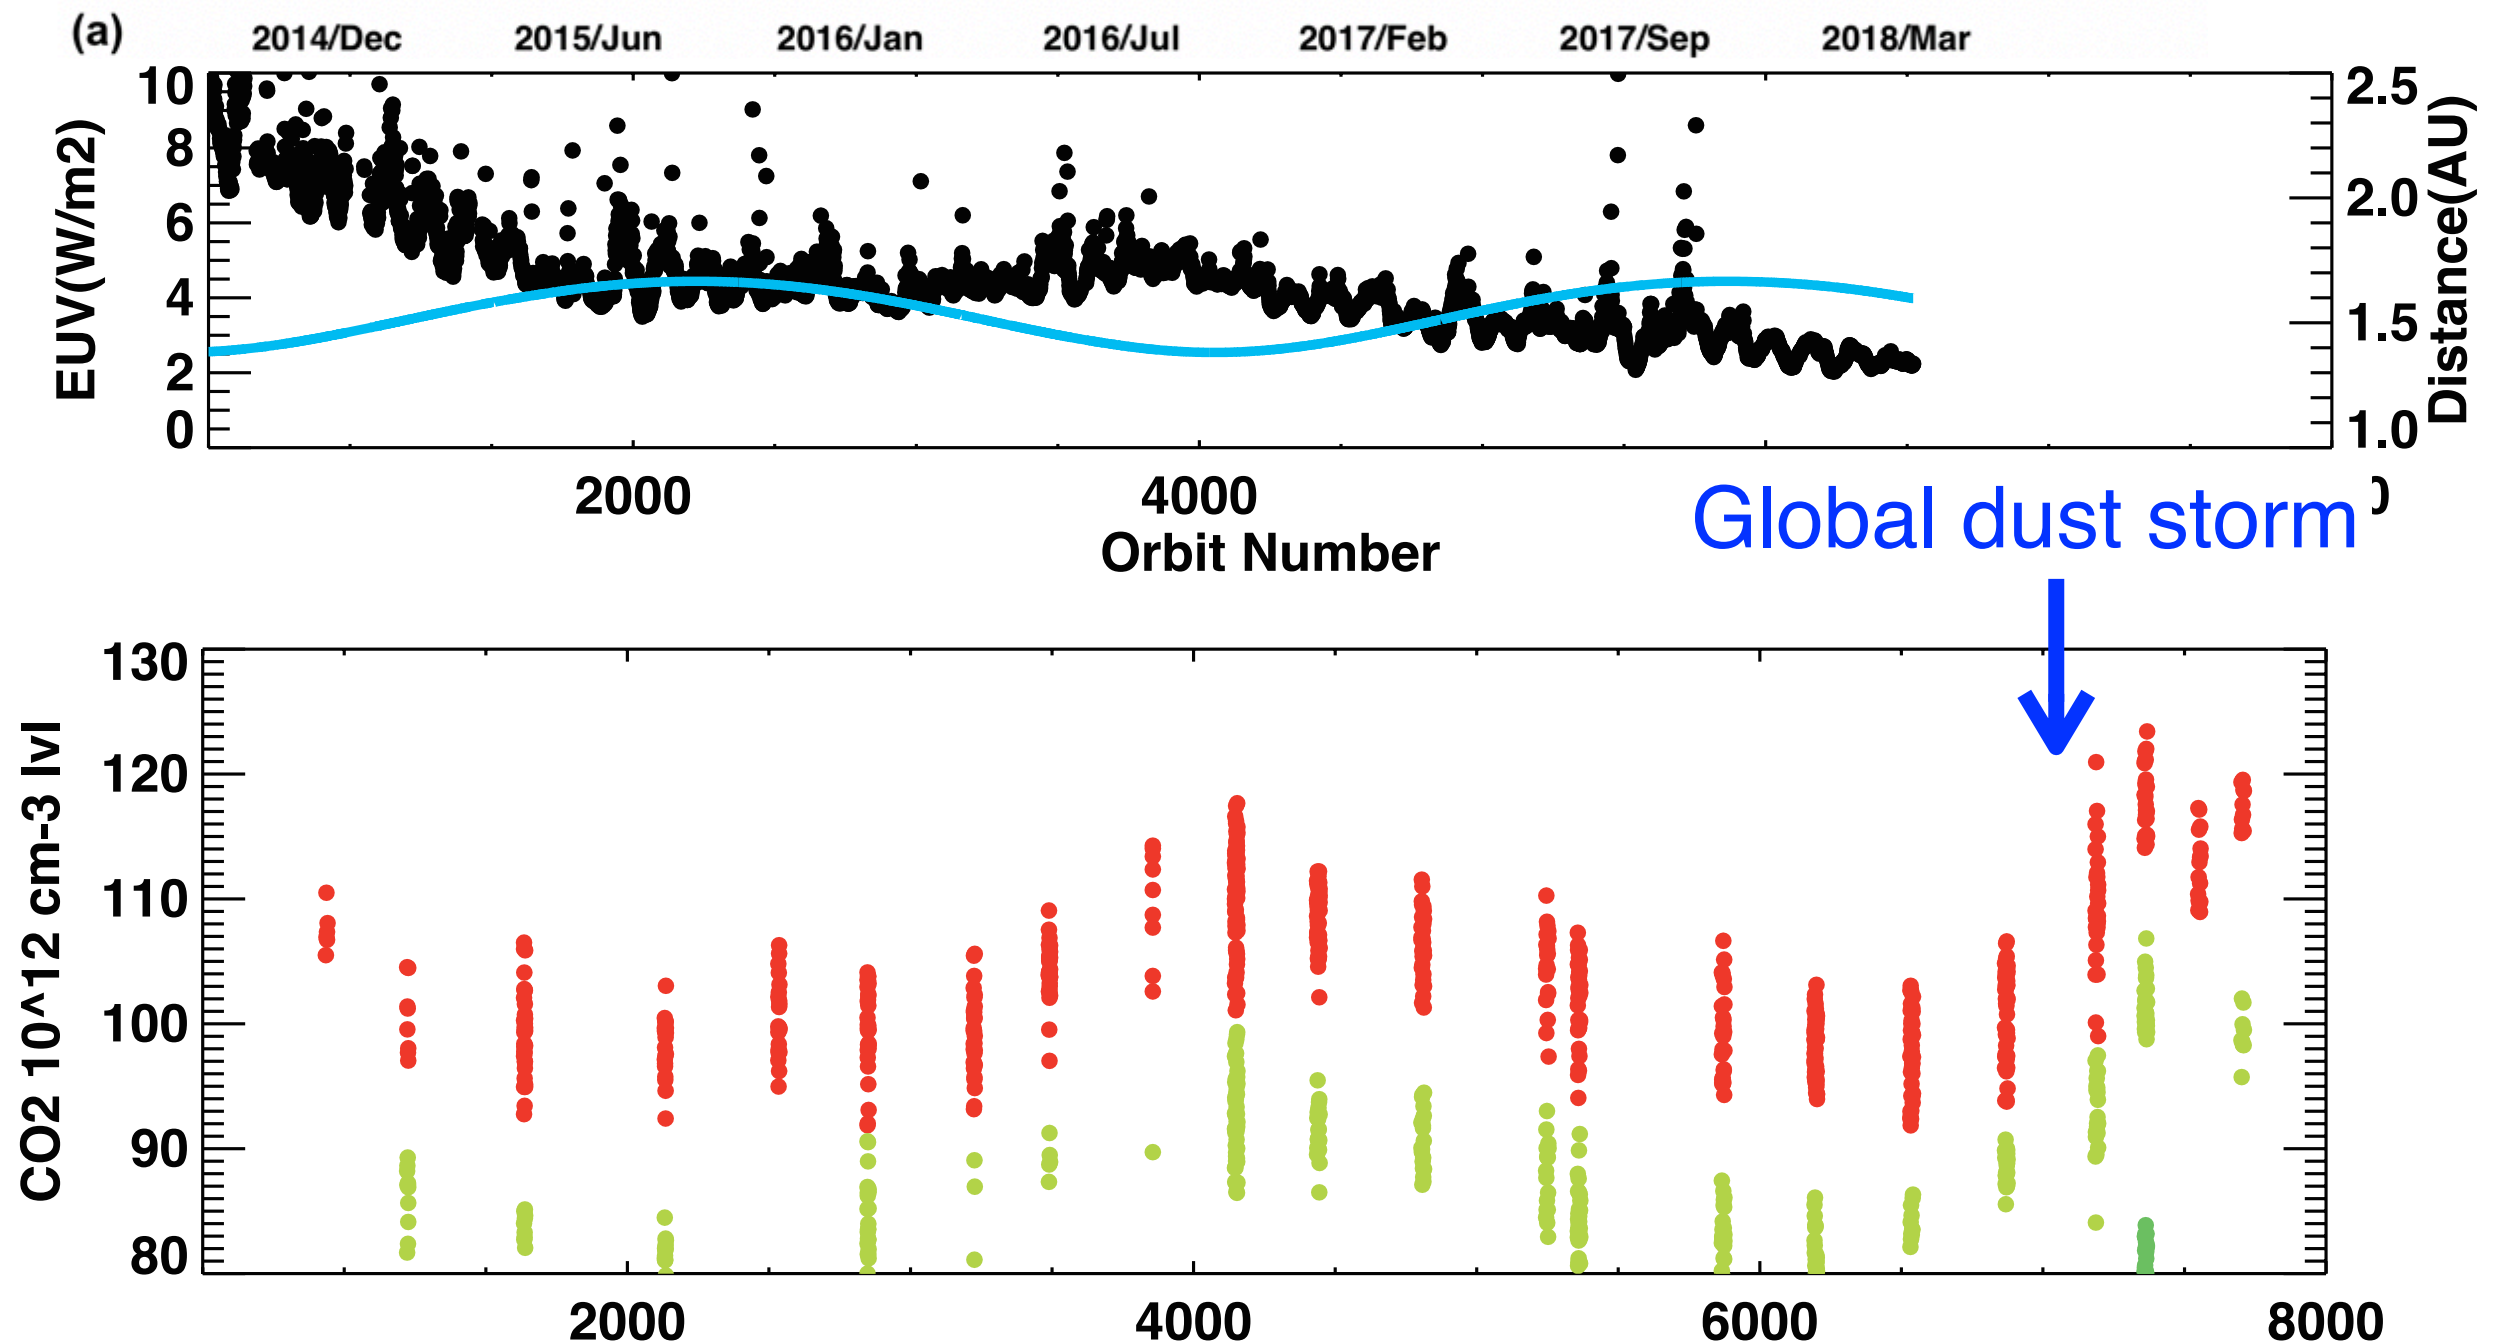 (a) 2014/Dec 2015/Jun 2016/Jan 2016/Jul 2017/Feb 2017/Sep 2018/Mar
10 8 6 4 2 0
EUV(W/m2)
2.5 2.0 1.5 1.0
Distance(AU)
2000 4000
Orbit Number
Global dust storm
130 120 110 100 90 80
CO2 10^12 cm-3 lvl
2000 4000 6000 8000